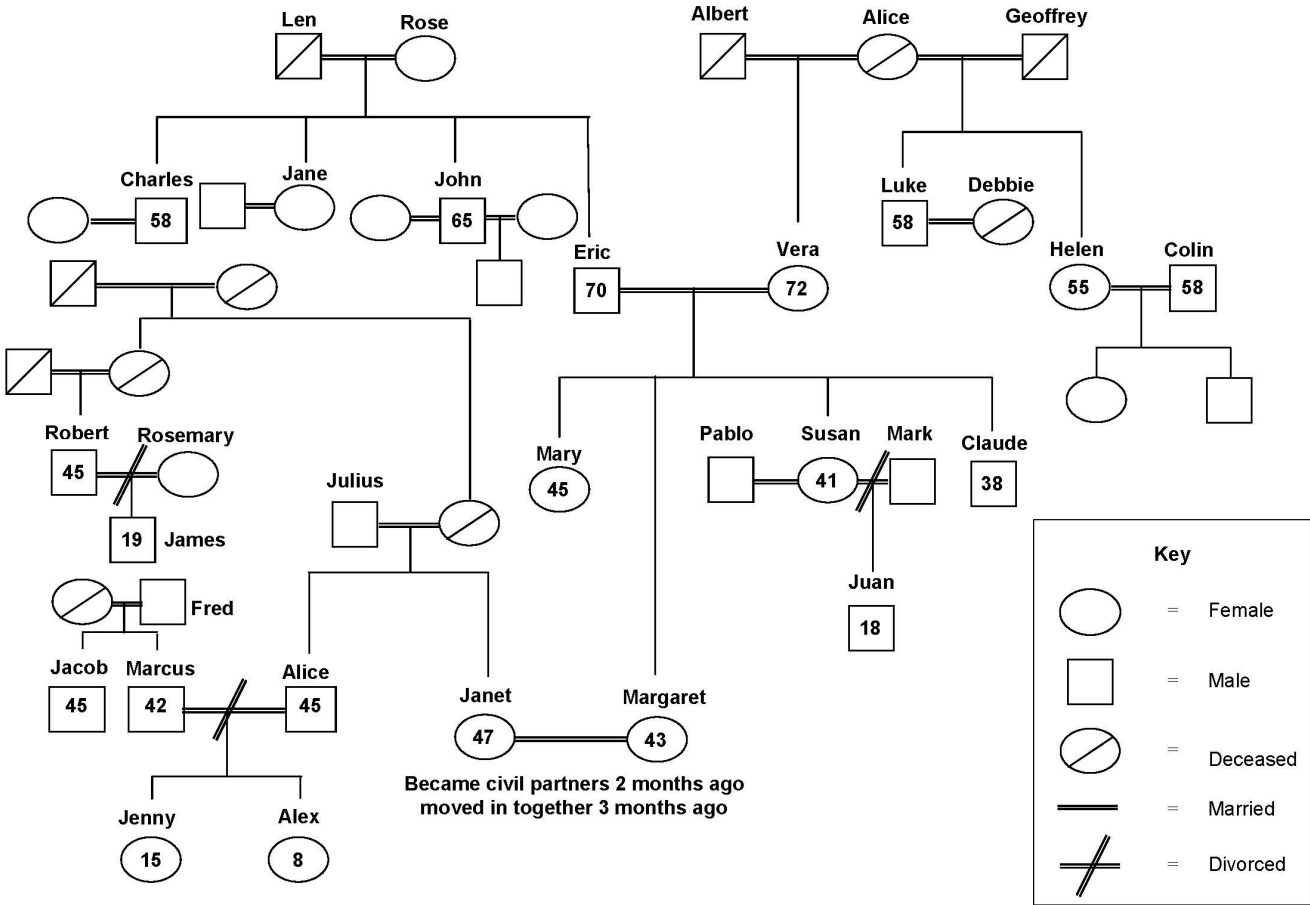 Len
Rose
Albert
Alice
Geoffrey
Charles
Jane
John
Luke
Debbie
58
65
58
Eric
Vera
Helen
Colin
70
72
55
58
Robert
Rosemary
Pablo
Susan
Mark
Claude
Mary
45
Julius
45
41
38
19
James
Key
Juan
= Female
Fred
18
Jacob
Marcus
Alice
= Male
45
42
45
Janet
Margaret
47
43
= Deceased
Became civil partners 2 months ago
moved in together 3 months ago
= Married
Jenny
Alex
15
8
= Divorced